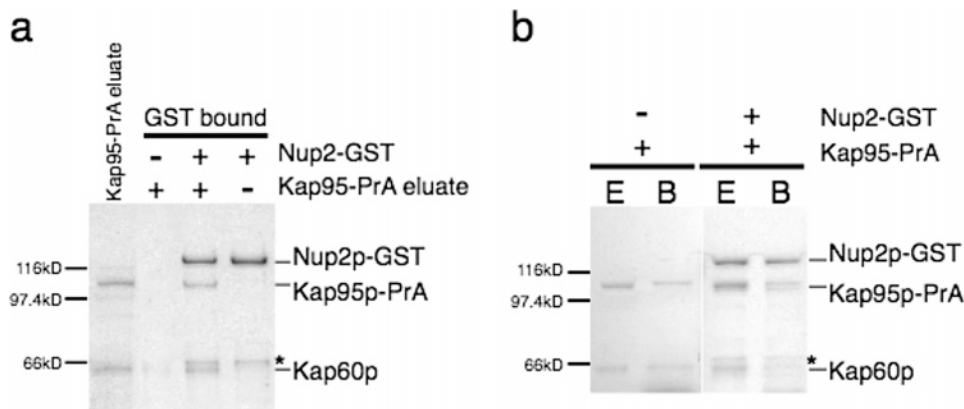 a
Kap95-PrA eluate
GST bound
- + + Nup2-GST
+ + - Kap95-PrA eluate
116kD
97.4kD
66kD
Nup2p-GST
Kap95p-PrA
*
Kap60p
b
- + Nup2-GST
+ + Kap95-PrA
E B E B
116kD
97.4kD
66kD
Nup2p-GST
Kap95p-PrA
*
Kap60p